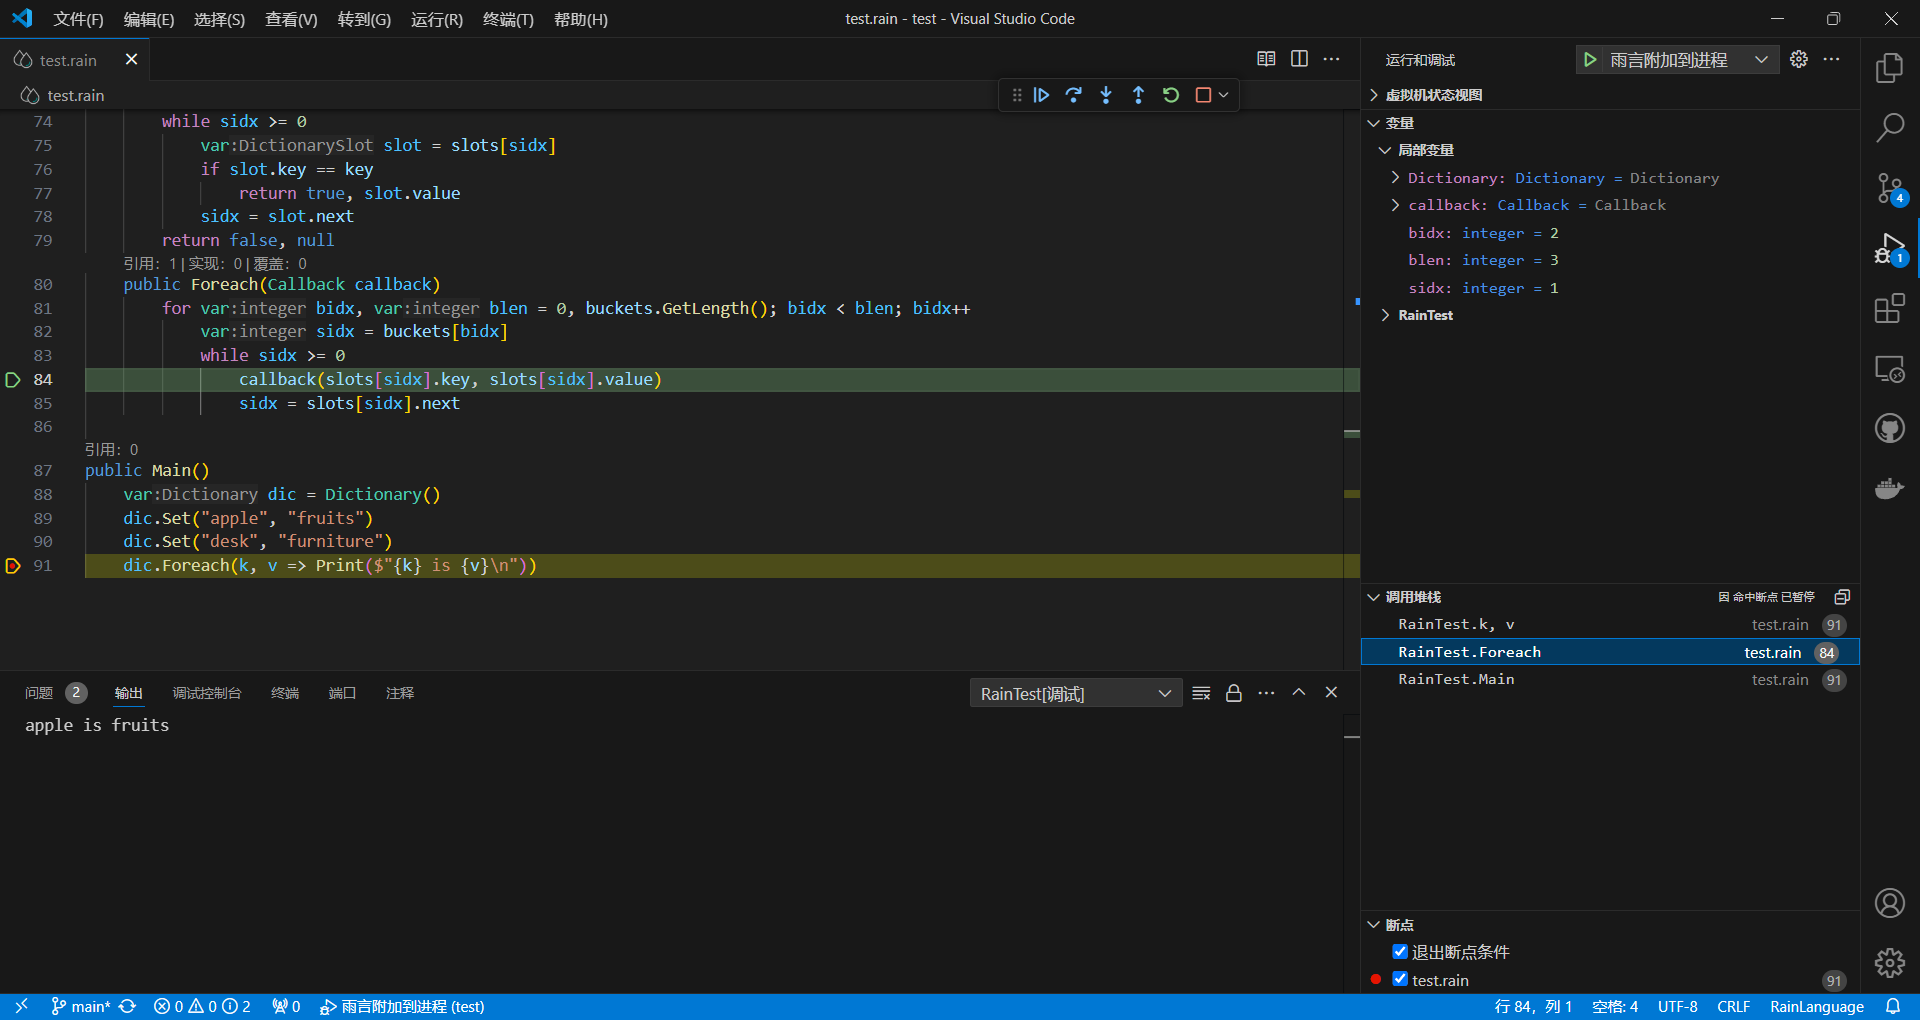 文件(F) 编辑(E) 选择(S) 查看(V) 转到(G) 运行(R) 终端(T) 帮助(H)
test.rain - test - Visual Studio Code
test.rain
test.rain
74 while sidx >= 0
75 var:DictionarySlot slot = slots[sidx]
76 if slot.key == key
77 return true, slot.value
78 sidx = slot.next
79 return false, null
引用: 1 | 实现: 0 | 覆盖: 0
80 public Foreach(Callback callback)
81 for var:integer bidx, var:integer blen = 0, buckets.GetLength(); bidx < blen; bidx++
82 var:integer sidx = buckets[bidx]
83 while sidx >= 0
84 callback(slots[sidx].key, slots[sidx].value)
85 sidx = slots[sidx].next
86
引用: 0
87 public Main()
88 var:Dictionary dic = Dictionary()
89 dic.Set("apple", "fruits")
90 dic.Set("desk", "furniture")
91 dic.Foreach(k, v => Print($"{k} is {v}\n"))
问题 2 输出 调试控制台 终端 端口 注释
RainTest[调试]
apple is fruits
运行和调试 雨言附加到进程
虚拟机状态视图
变量
局部变量
Dictionary: Dictionary = Dictionary
callback: Callback = Callback
bidx: integer = 2
blen: integer = 3
sidx: integer = 1
RainTest
调用堆栈 因 命中断点 已暂停
RainTest.k, v test.rain 91
RainTest.Foreach test.rain 84
RainTest.Main test.rain 91
断点
退出断点条件
test.rain 91
4
1
main* 0 0 2 0 雨言附加到进程 (test)
行 84，列 1 空格: 4 UTF-8 CRLF RainLanguage